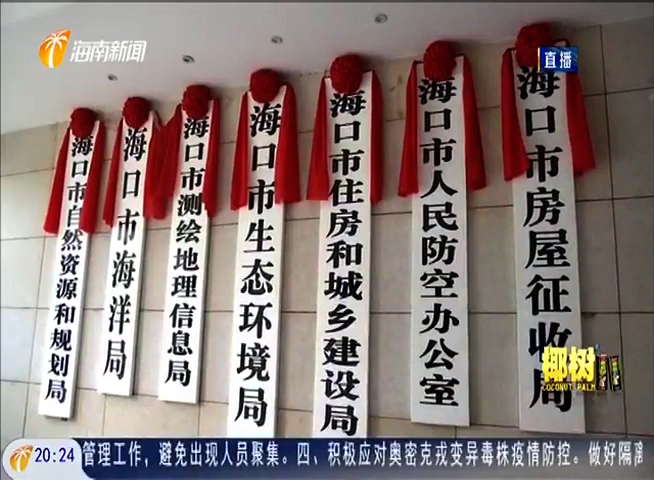 海南新闻
直播
海口市自然资源和规划局
海口市海洋局
海口市测绘地理信息局
海口市生态环境局
海口市住房和城乡建设局
海口市人民防空办公室
海口市房屋征收局
椰树
COCONUT PALM
20:24
管理工作，避免出现人员聚集。四、积极应对奥密克戎变异毒株疫情防控。做好隔离